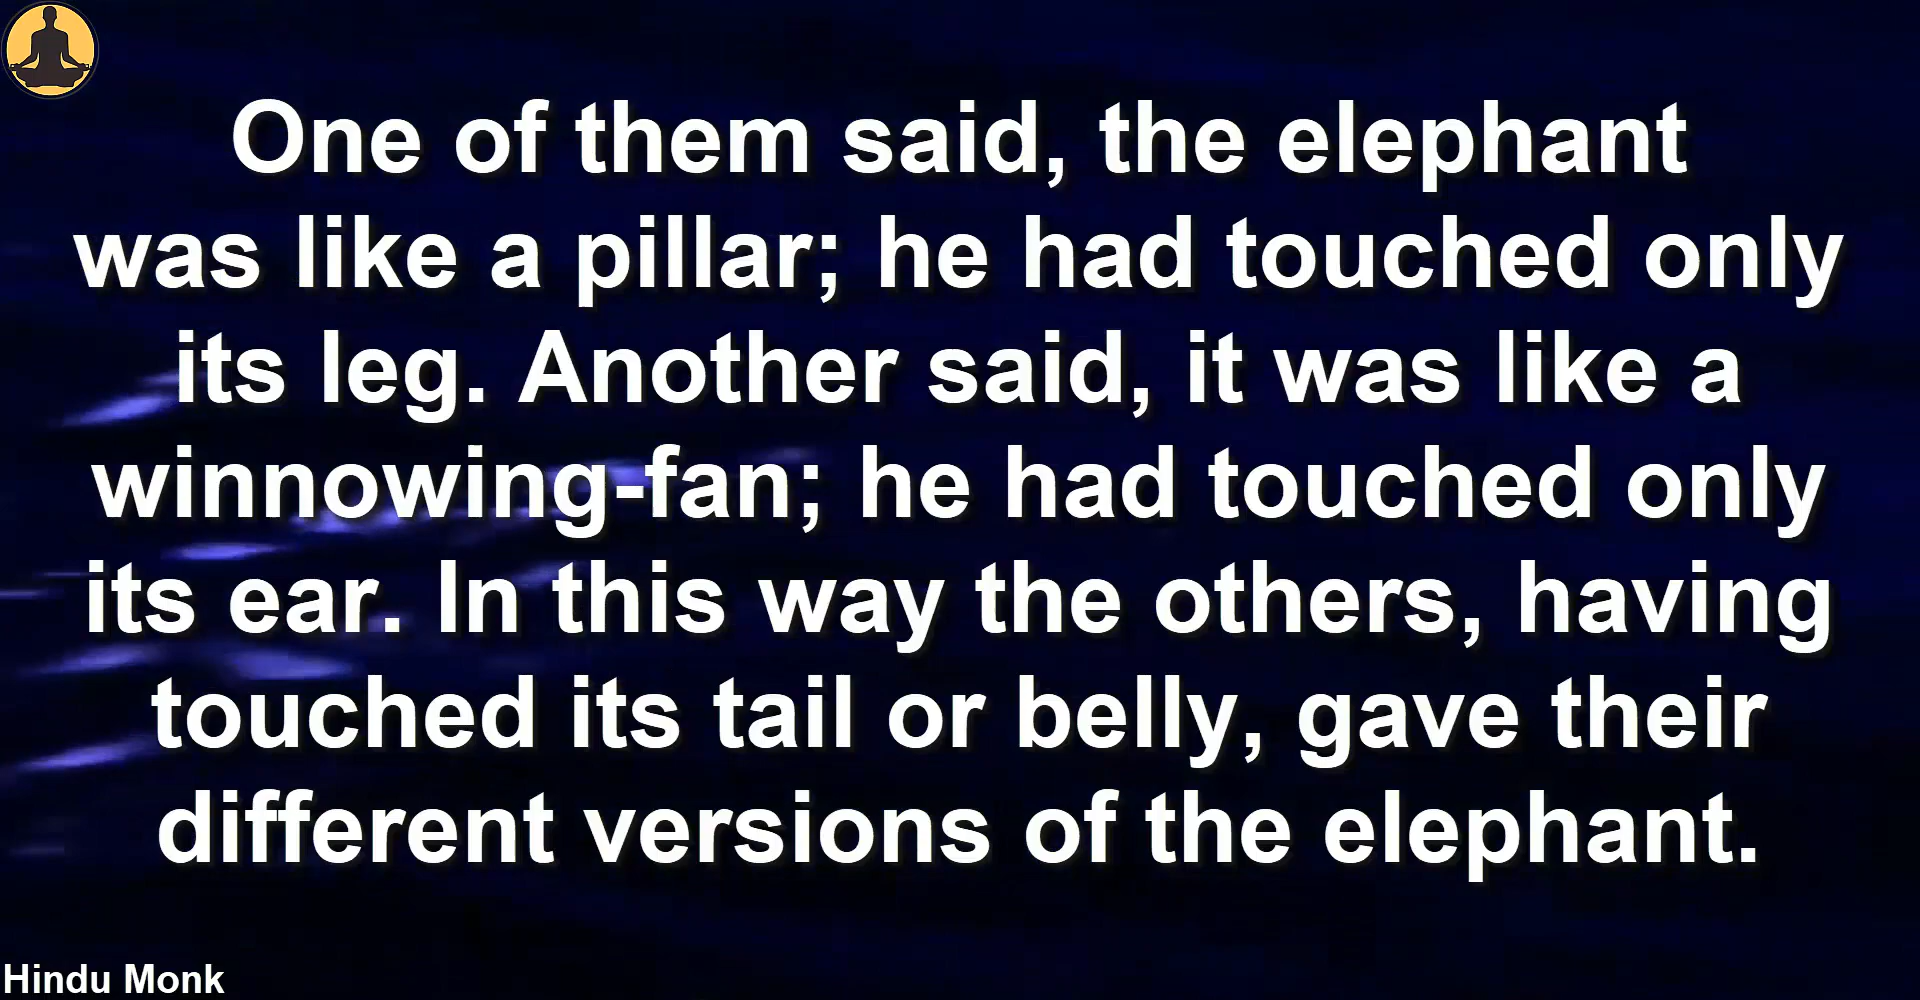 One of them said, the elephant
was like a pillar; he had touched only
its leg. Another said, it was like a
winnowing-fan; he had touched only
its ear. In this way the others, having
touched its tail or belly, gave their
different versions of the elephant.
Hindu Monk